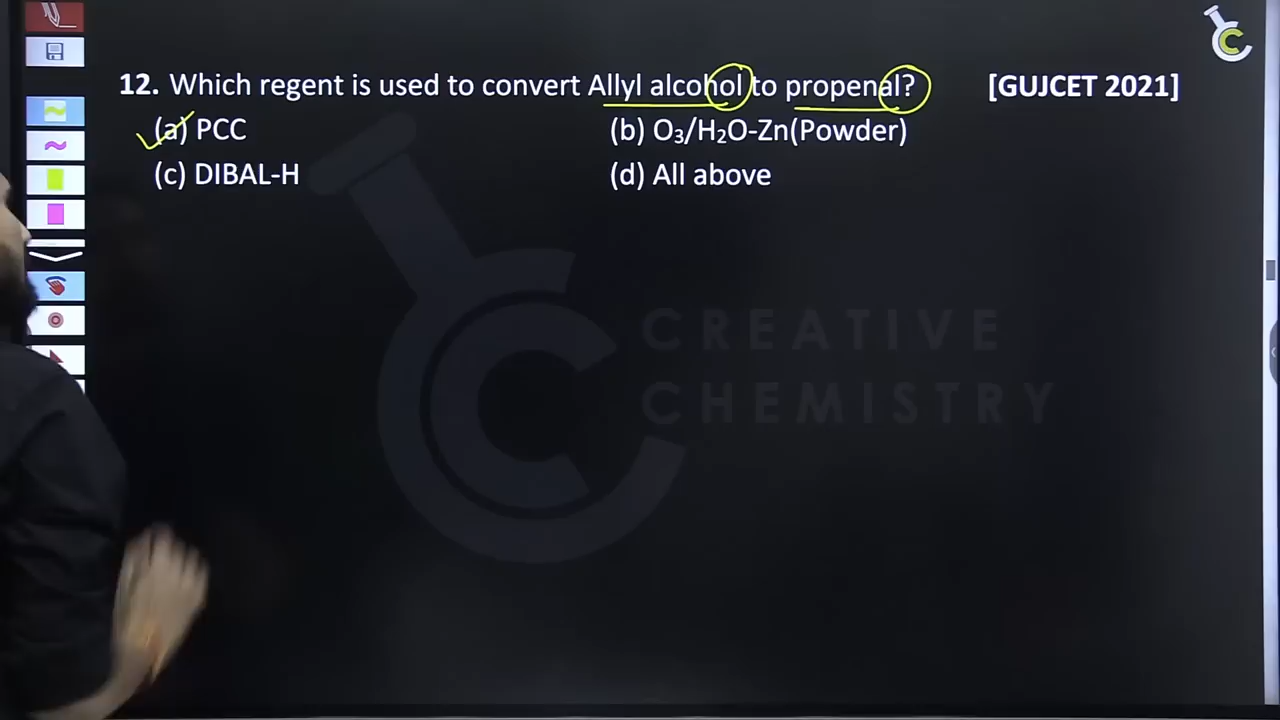 12. Which regent is used to convert Allyl alcohol to propenal? [GUJCET 2021]
(a) PCC (b) O₃/H₂O-Zn(Powder)
(c) DIBAL-H (d) All above
CREATIVE
CHEMISTRY